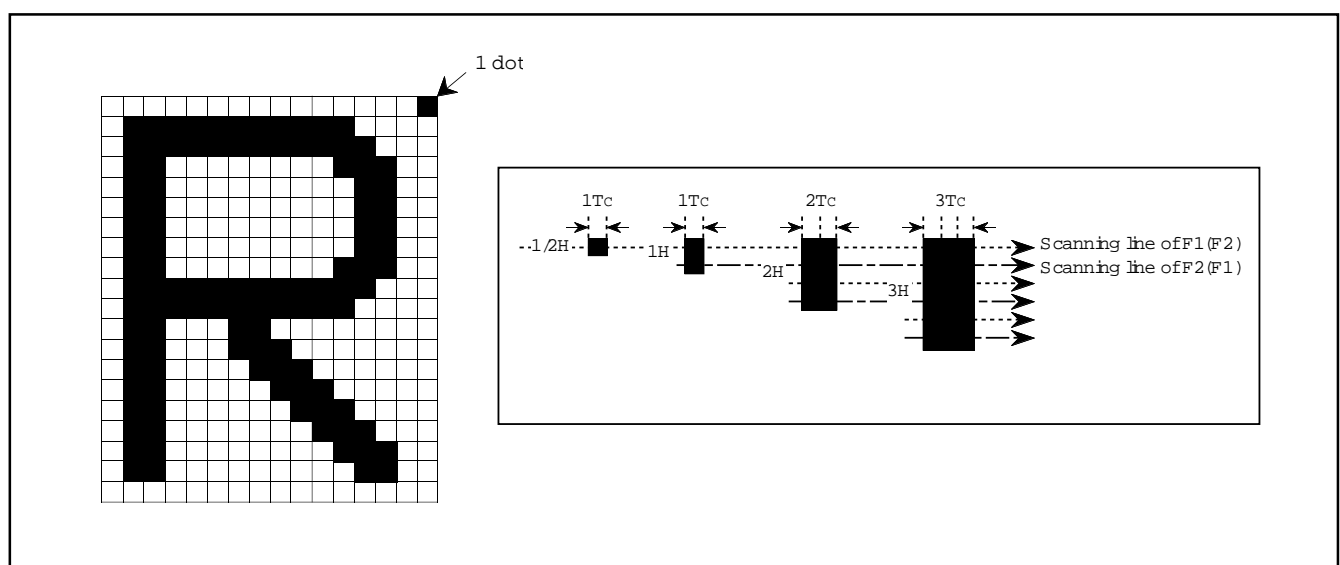 1 dot
1Tc 1Tc 2Tc 3Tc
1/2H
1H
2H
3H
Scanning line of F1(F2)
Scanning line of F2(F1)